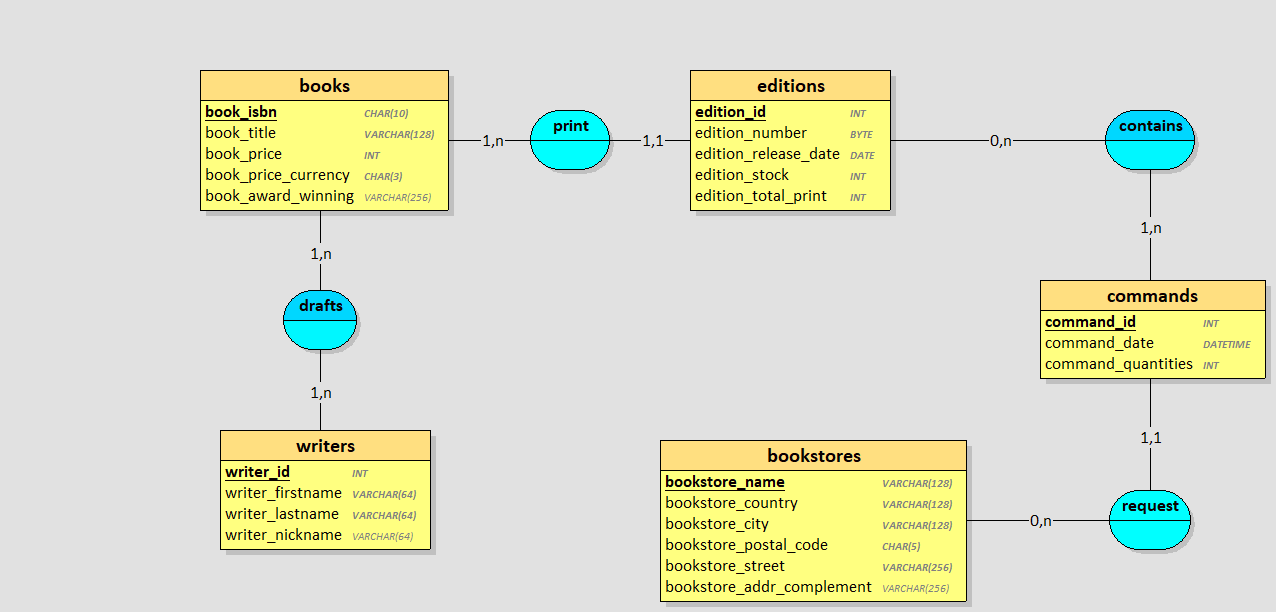 books
book_isbn CHAR(10)
book_title VARCHAR(128)
book_price INT
book_price_currency CHAR(3)
book_award_winning VARCHAR(256)
1,n
print
1,1
editions
edition_id INT
edition_number BYTE
edition_release_date DATE
edition_stock INT
edition_total_print INT
0,n
contains
1,n
1,n
drafts
1,n
commands
command_id INT
command_date DATETIME
command_quantities INT
1,1
writers
writer_id INT
writer_firstname VARCHAR(64)
writer_lastname VARCHAR(64)
writer_nickname VARCHAR(64)
bookstores
bookstore_name VARCHAR(128)
bookstore_country VARCHAR(128)
bookstore_city VARCHAR(128)
bookstore_postal_code CHAR(5)
bookstore_street VARCHAR(256)
bookstore_addr_complement VARCHAR(256)
0,n
request